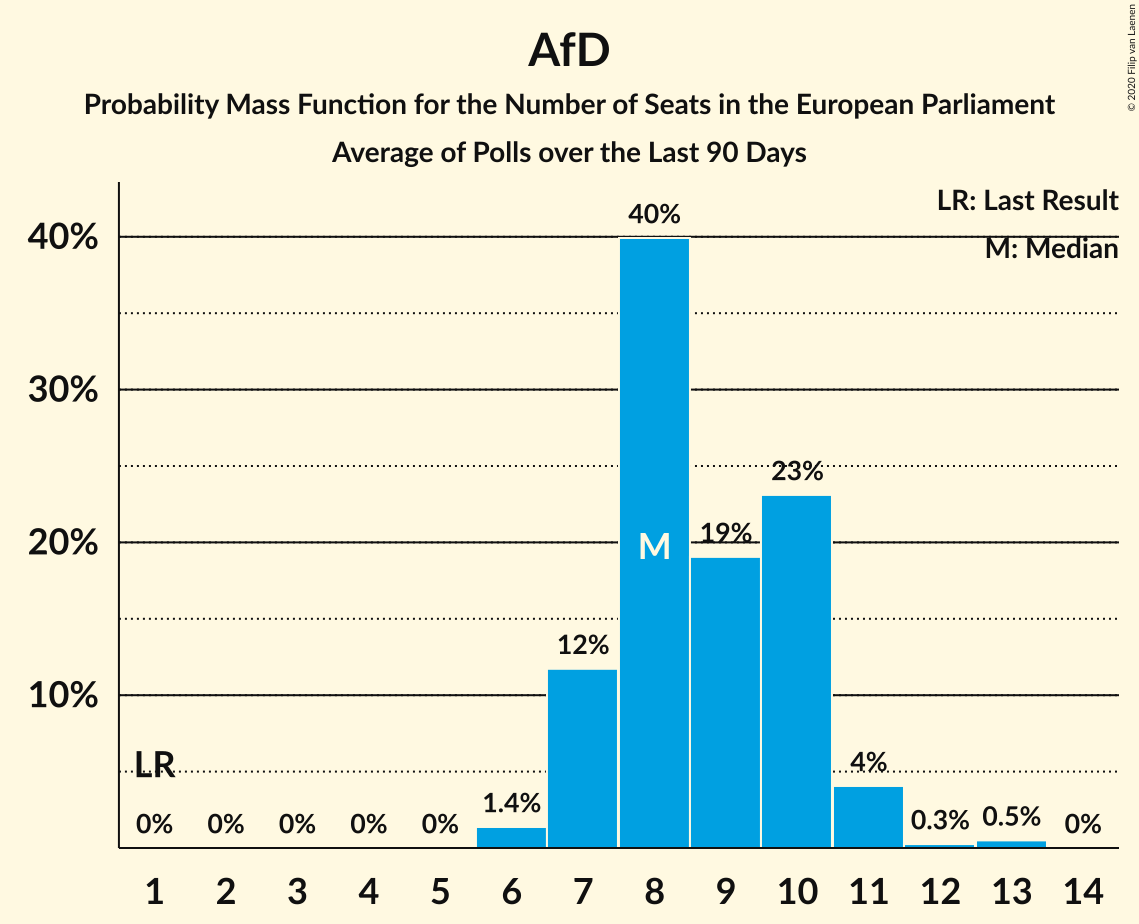 AfD
Probability Mass Function for the Number of Seats in the European Parliament
Average of Polls over the Last 90 Days
© 2020 Filip van Laenen
LR: Last Result
M: Median
40%
30%
20%
10%
40%
23%
19%
M
12%
LR
4%
1.4%
0.5%
0.3%
0% 0% 0% 0% 0% 0%
1 2 3 4 5 6 7 8 9 10 11 12 13 14